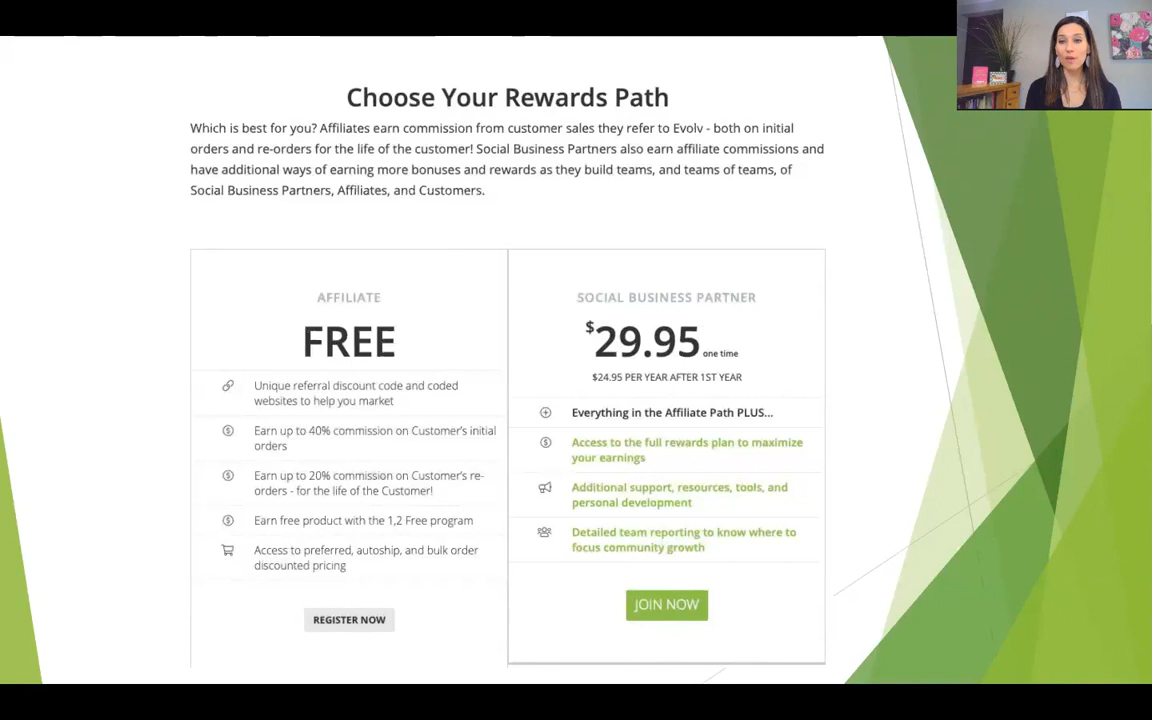 Choose Your Rewards Path
Which is best for you? Affiliates earn commission from customer sales they refer to Evolv - both on initial
orders and re-orders for the life of the customer! Social Business Partners also earn affiliate commissions and
have additional ways of earning more bonuses and rewards as they build teams, and teams of teams, of
Social Business Partners, Affiliates, and Customers.
AFFILIATE
FREE
Unique referral discount code and coded
websites to help you market
Earn up to 40% commission on Customer's initial
orders
Earn up to 20% commission on Customer's re-
orders - for the life of the Customer!
Earn free product with the 1,2 Free program
Access to preferred, autoship, and bulk order
discounted pricing
REGISTER NOW
SOCIAL BUSINESS PARTNER
$29.95 one time
$24.95 PER YEAR AFTER 1ST YEAR
Everything in the Affiliate Path PLUS...
Access to the full rewards plan to maximize
your earnings
Additional support, resources, tools, and
personal development
Detailed team reporting to know where to
focus community growth
JOIN NOW